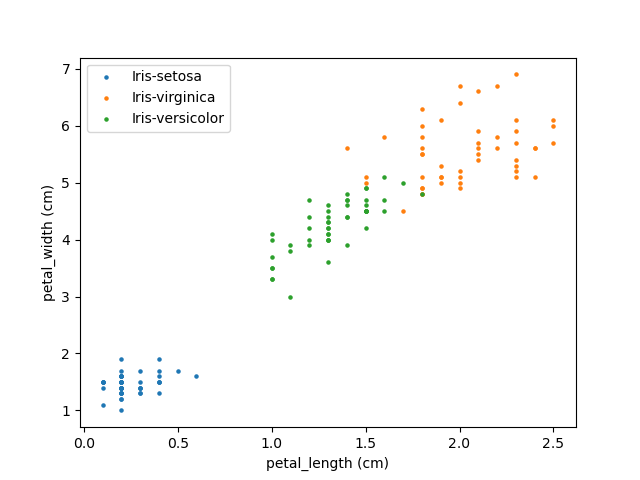 7
6
5
4
3
2
1
petal_width (cm)
Iris-setosa
Iris-virginica
Iris-versicolor
0.0 0.5 1.0 1.5 2.0 2.5
petal_length (cm)